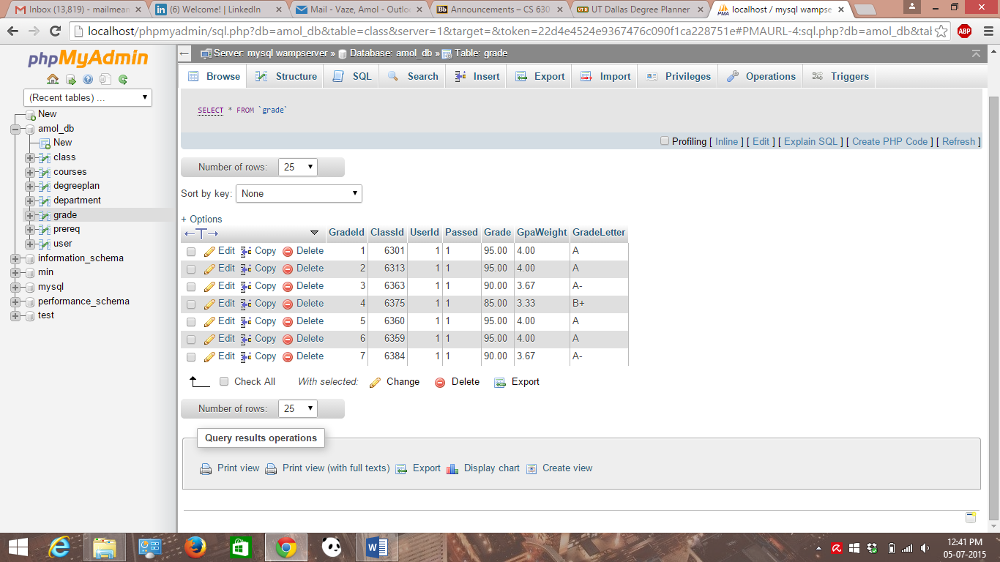 Inbox (13,819) - mailmear
(6) Welcome! | LinkedIn
Mail - Vaze, Amol - Outlo
Announcements – CS 630
UT Dallas Degree Planner
localhost / mysql wampse
localhost/phpmyadmin/sql.php?db=amol_db&table=class&server=1&target=&token=22d4e4524e9367476c090f1ca228751e#PMAURL-4:sql.php?db=amol_db&tal
ABP
phpMyAdmin
(Recent tables) ...
New
amol_db
New
class
courses
degreeplan
department
grade
prereq
user
information_schema
min
mysql
performance_schema
test
Server: mysql wampserver » Database: amol_db » Table: grade
Browse Structure SQL Search Insert Export Import Privileges Operations Triggers
SELECT * FROM `grade`
Profiling [ Inline ] [ Edit ] [ Explain SQL ] [ Create PHP Code ] [ Refresh ]
Number of rows: 25
Sort by key: None
+ Options
GradeId ClassId UserId Passed Grade GpaWeight GradeLetter
Edit Copy Delete 1 6301 1 1 95.00 4.00 A
Edit Copy Delete 2 6313 1 1 95.00 4.00 A
Edit Copy Delete 3 6363 1 1 90.00 3.67 A-
Edit Copy Delete 4 6375 1 1 85.00 3.33 B+
Edit Copy Delete 5 6360 1 1 95.00 4.00 A
Edit Copy Delete 6 6359 1 1 95.00 4.00 A
Edit Copy Delete 7 6384 1 1 90.00 3.67 A-
Check All With selected: Change Delete Export
Number of rows: 25
Query results operations
Print view Print view (with full texts) Export Display chart Create view
12:41 PM
05-07-2015